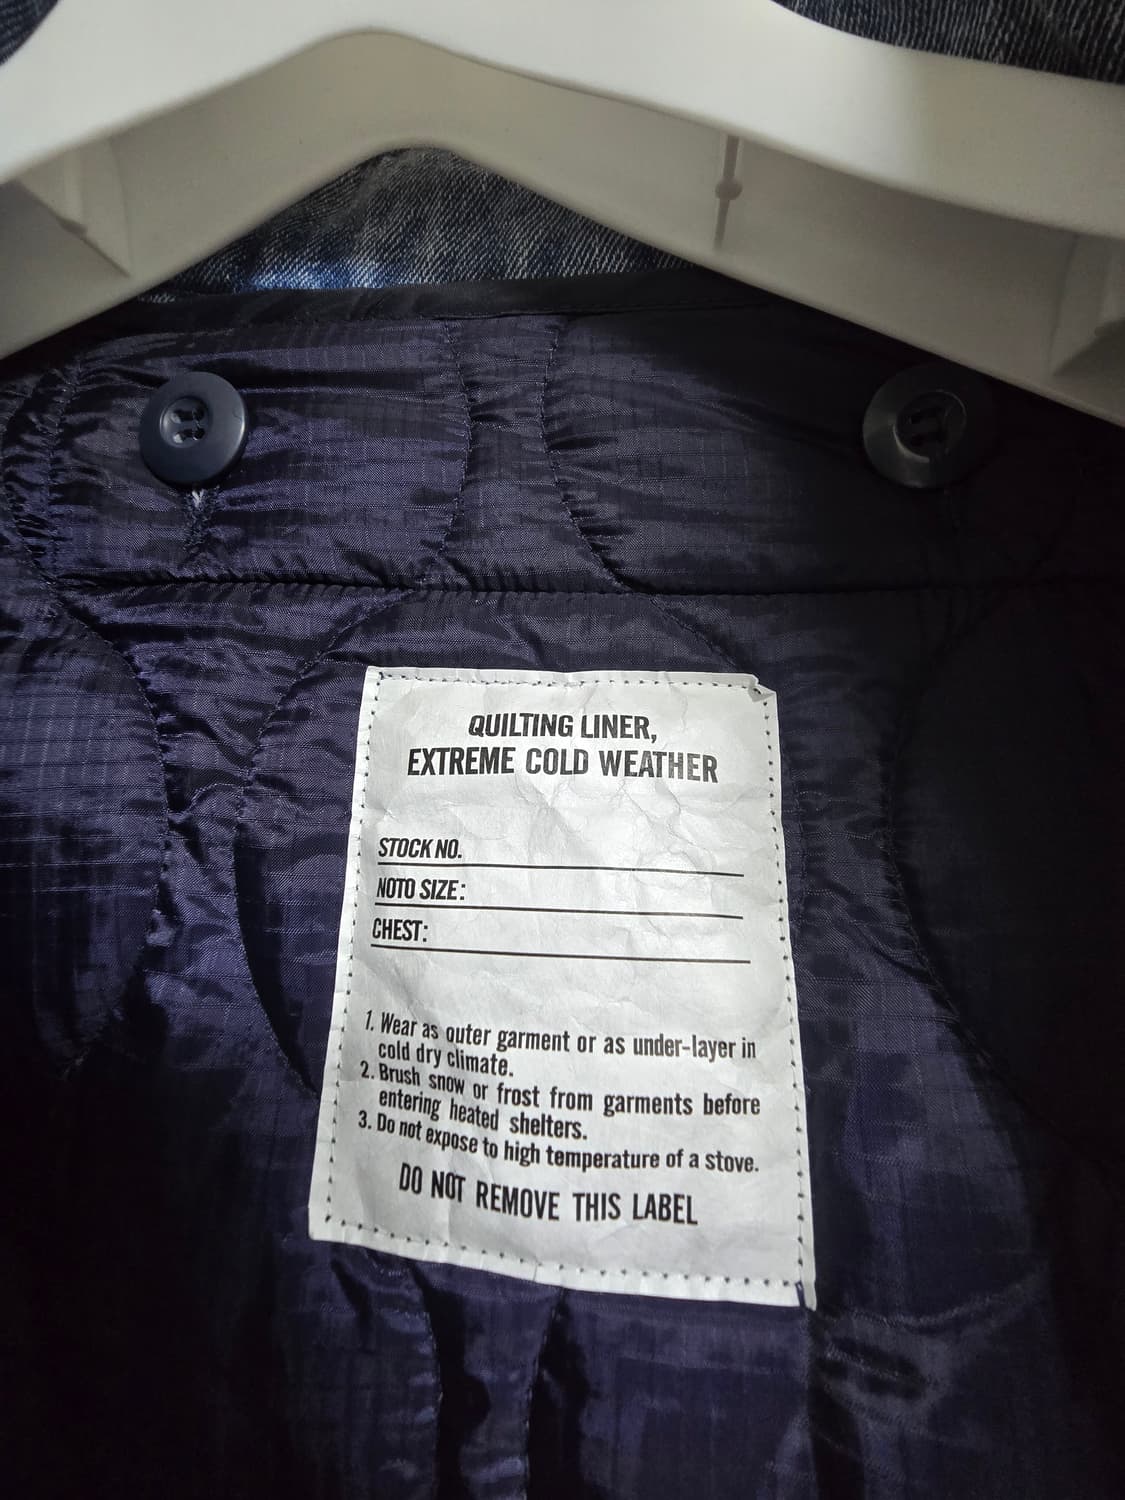 QUILTING LINER,
EXTREME COLD WEATHER
STOCK NO.
NOTO SIZE:
CHEST:
1. Wear as outer garment or as under-layer in
cold dry climate.
2. Brush snow or frost from garments before
entering heated shelters.
3. Do not expose to high temperature of a stove.
DO NOT REMOVE THIS LABEL